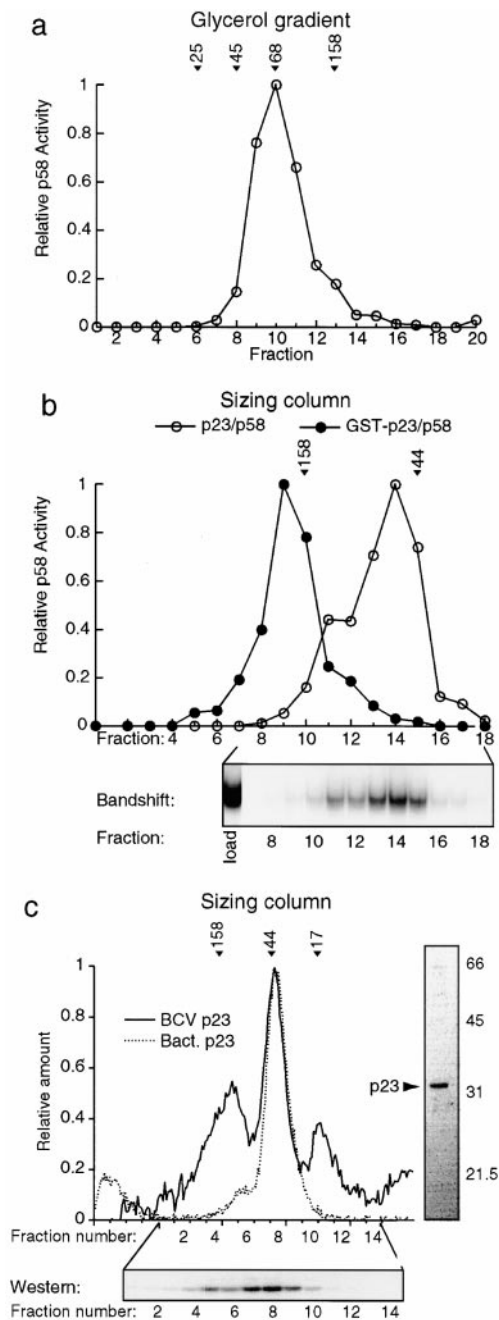 a
Glycerol gradient
25 45 68 158
Relative p58 Activity
1
0.8
0.6
0.4
0.2
0
2 4 6 8 10 12 14 16 18 20
Fraction
b
Sizing column
p23/p58 GST-p23/p58
158 44
Relative p58 Activity
1
0.8
0.6
0.4
0.2
0
Fraction: 4 6 8 10 12 14 16 18
Bandshift:
Fraction: load 8 10 12 14 16 18
c
Sizing column
158 44 17
Relative amount
1
0.8
0.6
0.4
0.2
0
BCV p23
Bact. p23
Fraction number: 2 4 6 8 10 12 14
Western:
Fraction number: 2 4 6 8 10 12 14
p23
66
45
31
21.5